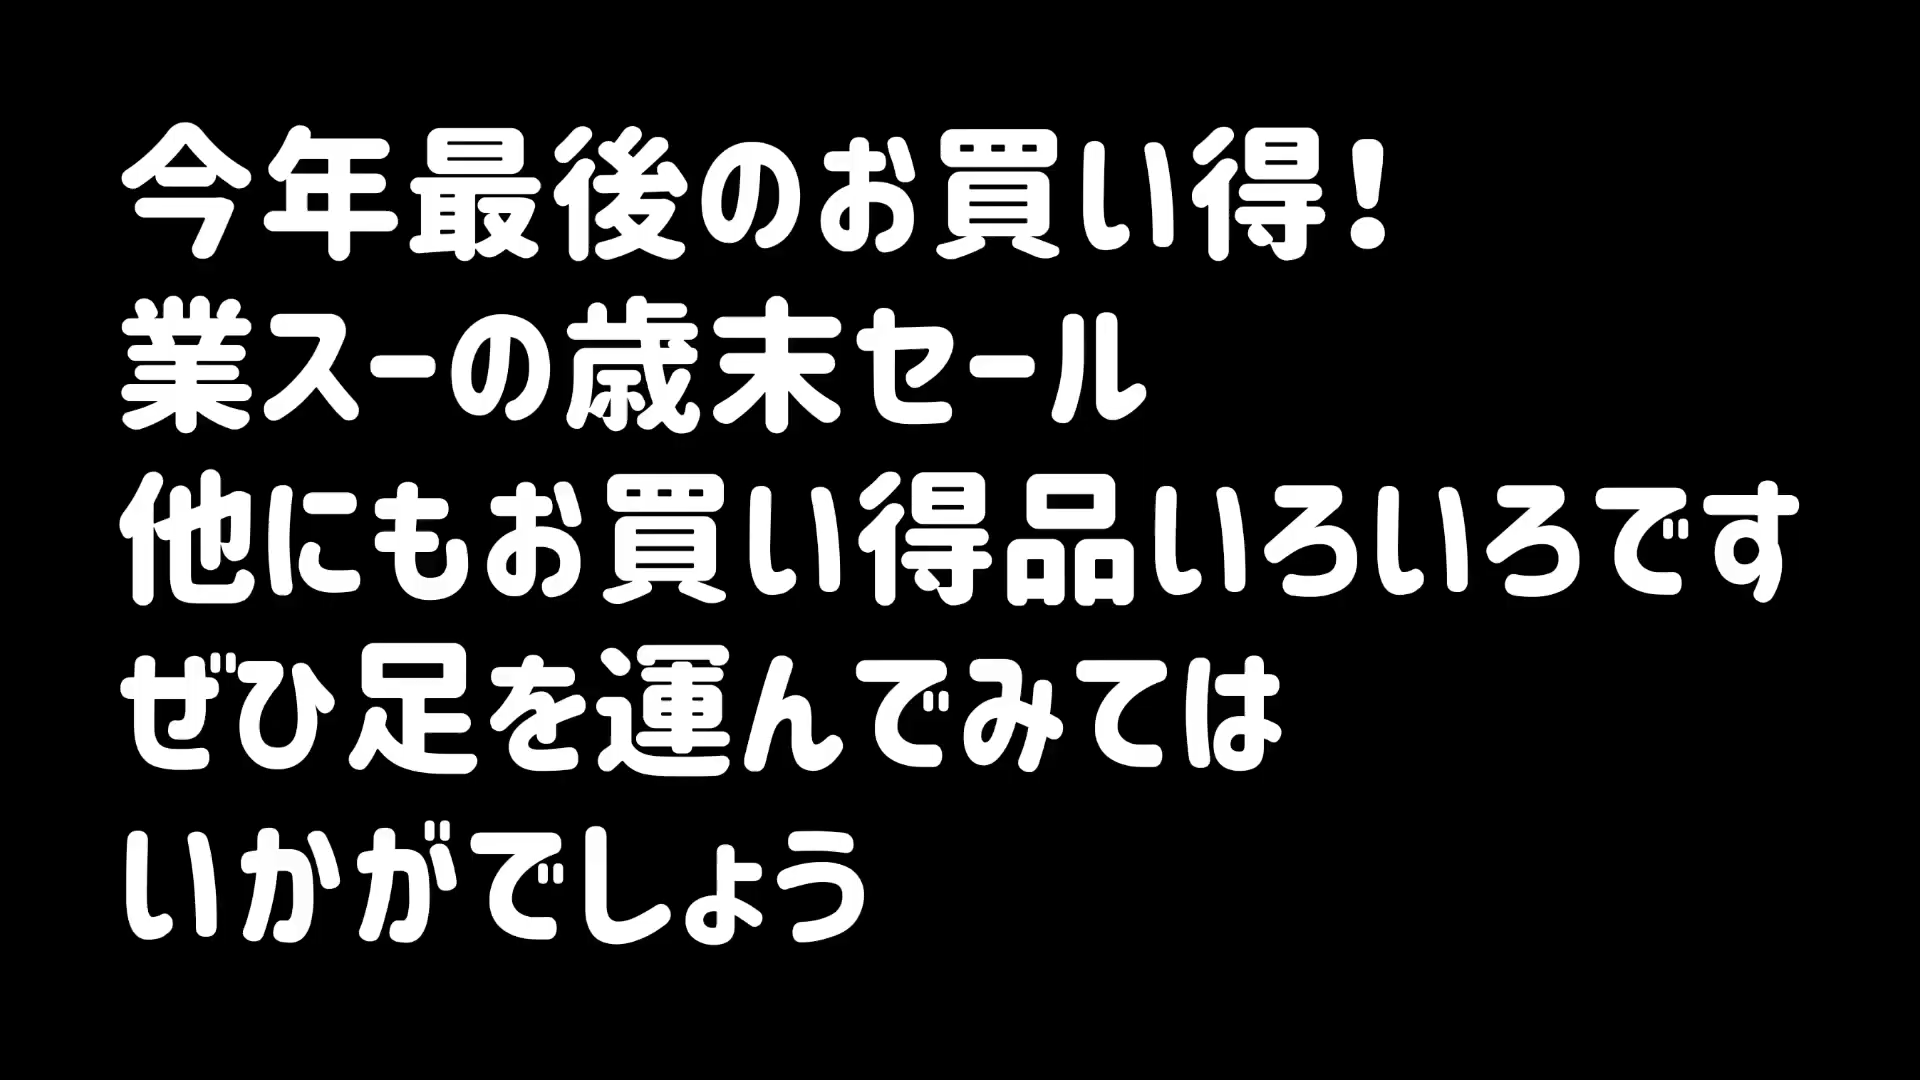 今年最後のお買い得！
業スーの歳末セール
他にもお買い得品いろいろです
ぜひ足を運んでみては
いかがでしょう